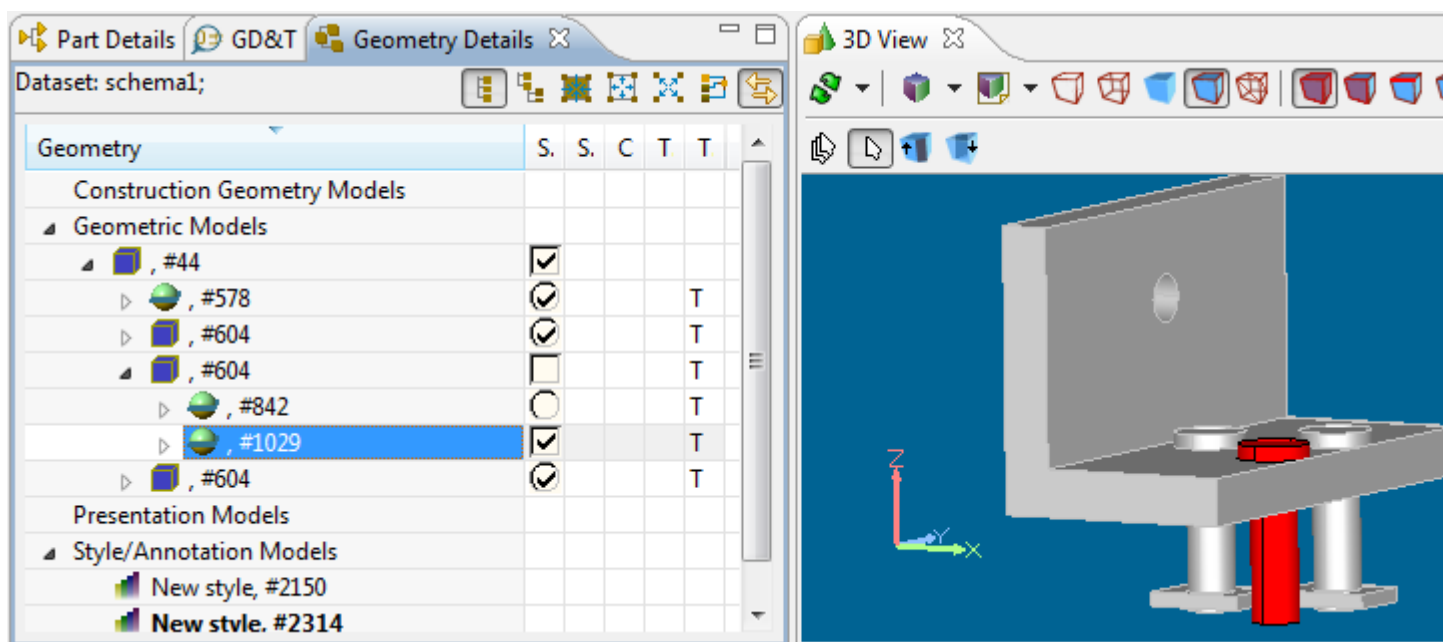 Part Details GD&T Geometry Details 3D View
Dataset: schema1;
Geometry S. S. C T. T
Construction Geometry Models
Geometric Models
, #44
, #578 T
, #604 T
, #604 T
, #842 T
, #1029 T
, #604 T
Presentation Models
Style/Annotation Models
New style, #2150
New style, #2314
Z
Y
X